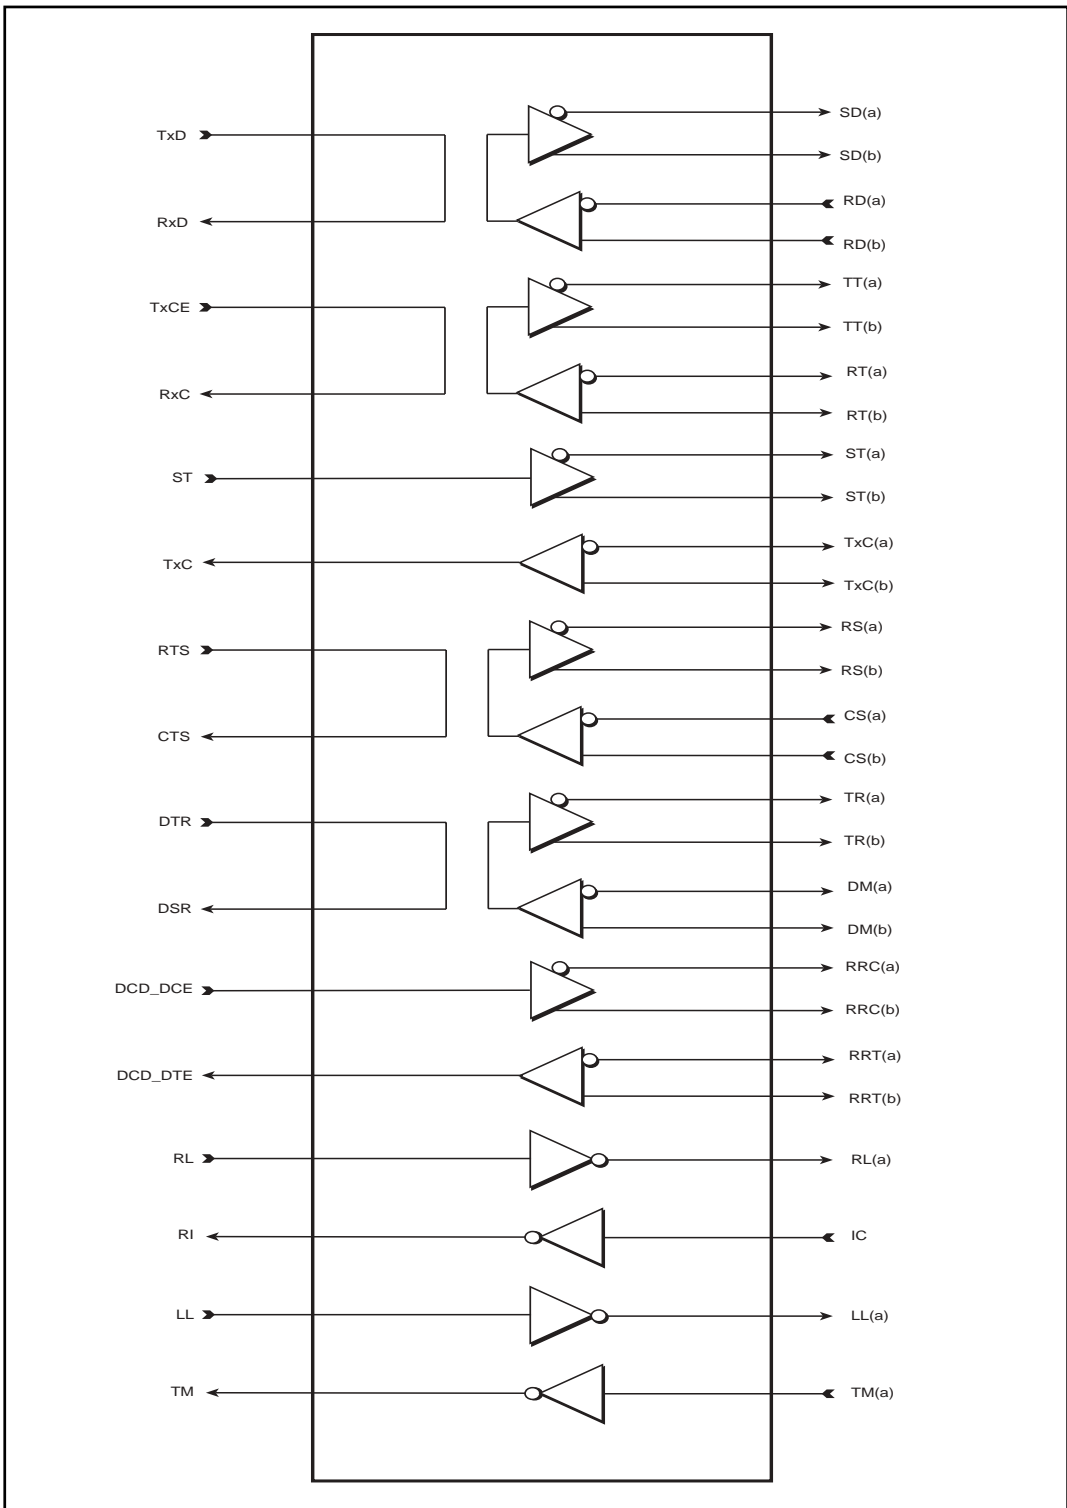 TxD
SD(a)
SD(b)
RxD
RD(a)
RD(b)
TxCE
TT(a)
TT(b)
RxC
RT(a)
RT(b)
ST
ST(a)
ST(b)
TxC
TxC(a)
TxC(b)
RTS
RS(a)
RS(b)
CTS
CS(a)
CS(b)
DTR
TR(a)
TR(b)
DSR
DM(a)
DM(b)
DCD_DCE
RRC(a)
RRC(b)
DCD_DTE
RRT(a)
RRT(b)
RL
RL(a)
RI
IC
LL
LL(a)
TM
TM(a)